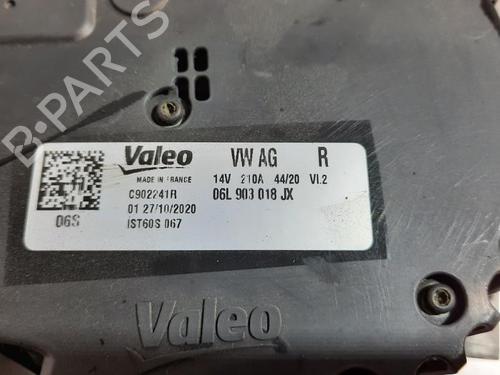 B-PARTS
Valeo VW AG R
MADE IN FRANCE 14V 210A 44/20 VI.2
C902241R 06L 903 018 JX
01 27/10/2020
06S IST60S 067
Valeo